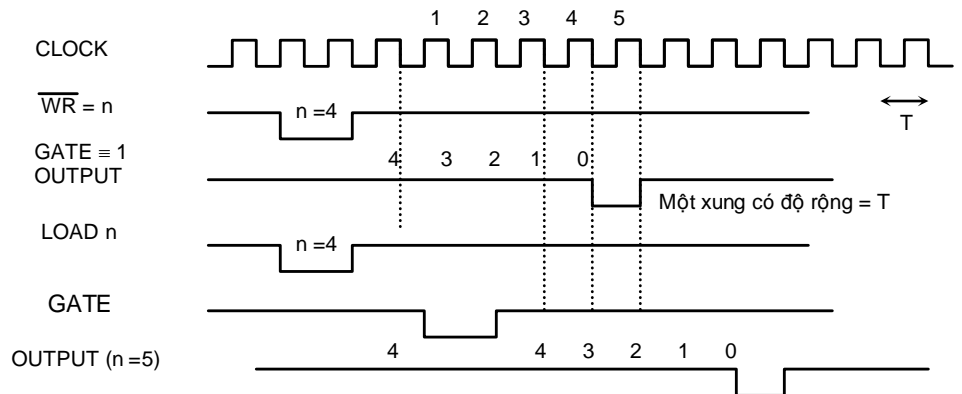 1 2 3 4 5
CLOCK
WR = n
n =4
T
GATE ≡ 1
OUTPUT
4 3 2 1 0
Một xung có độ rộng = T
LOAD n
n =4
GATE
OUTPUT (n =5)
4 4 3 2 1 0